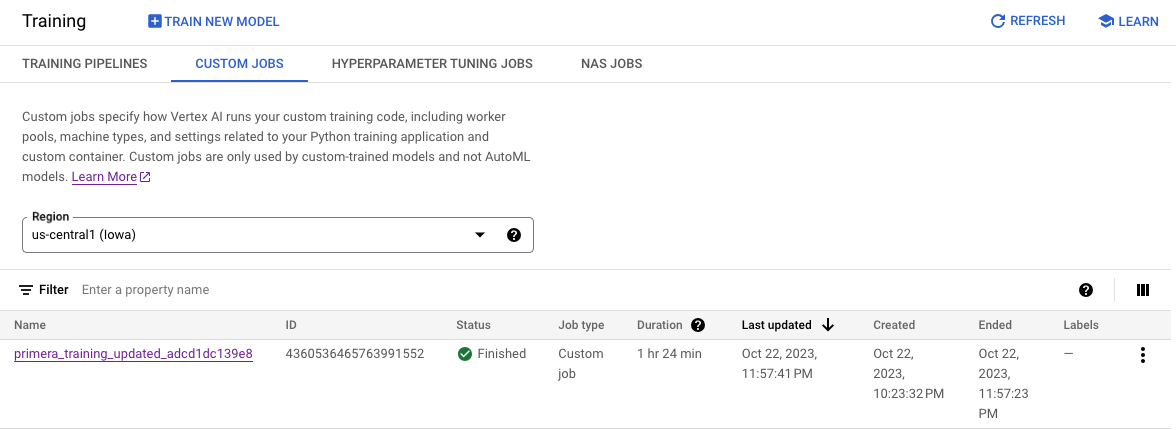 Training TRAIN NEW MODEL REFRESH LEARN
TRAINING PIPELINES CUSTOM JOBS HYPERPARAMETER TUNING JOBS NAS JOBS
Custom jobs specify how Vertex AI runs your custom training code, including worker
pools, machine types, and settings related to your Python training application and
custom container. Custom jobs are only used by custom-trained models and not AutoML
models. Learn More
Region
us-central1 (Iowa)
Filter Enter a property name
Name ID Status Job type Duration Last updated Created Ended Labels
primera_training_updated_adcd1dc139e8 4360536465763991552 Finished Custom 1 hr 24 min Oct 22, 2023, Oct 22, Oct 22, —
job 11:57:41 PM 2023, 2023,
10:23:32 PM 11:57:23
PM